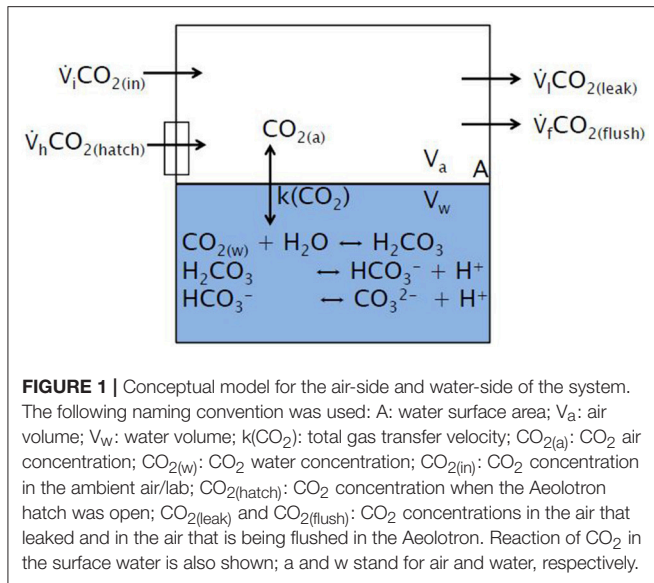 V̇ᵢCO₂₍ᵢₙ₎
V̇ₗCO₂₍ₗₑₐₖ₎
V̇ₕCO₂₍ₕₐₜcₕ₎
CO₂₍ₐ₎
V̇fCO₂(flush)
Vₐ
A
k(CO₂)
V_w
CO₂(w) + H₂O ↔ H₂CO₃
H₂CO₃ ↔ HCO₃⁻ + H⁺
HCO₃⁻ ↔ CO₃²⁻ + H⁺
FIGURE 1 | Conceptual model for the air-side and water-side of the system.
The following naming convention was used: A: water surface area; Vₐ: air
volume; V_w: water volume; k(CO₂): total gas transfer velocity; CO₂(a): CO₂ air
concentration; CO₂(w): CO₂ water concentration; CO₂(in): CO₂ concentration
in the ambient air/lab; CO₂(hatch): CO₂ concentration when the Aeolotron
hatch was open; CO₂(leak) and CO₂(flush): CO₂ concentrations in the air that
leaked and in the air that is being flushed in the Aeolotron. Reaction of CO₂ in
the surface water is also shown; a and w stand for air and water, respectively.